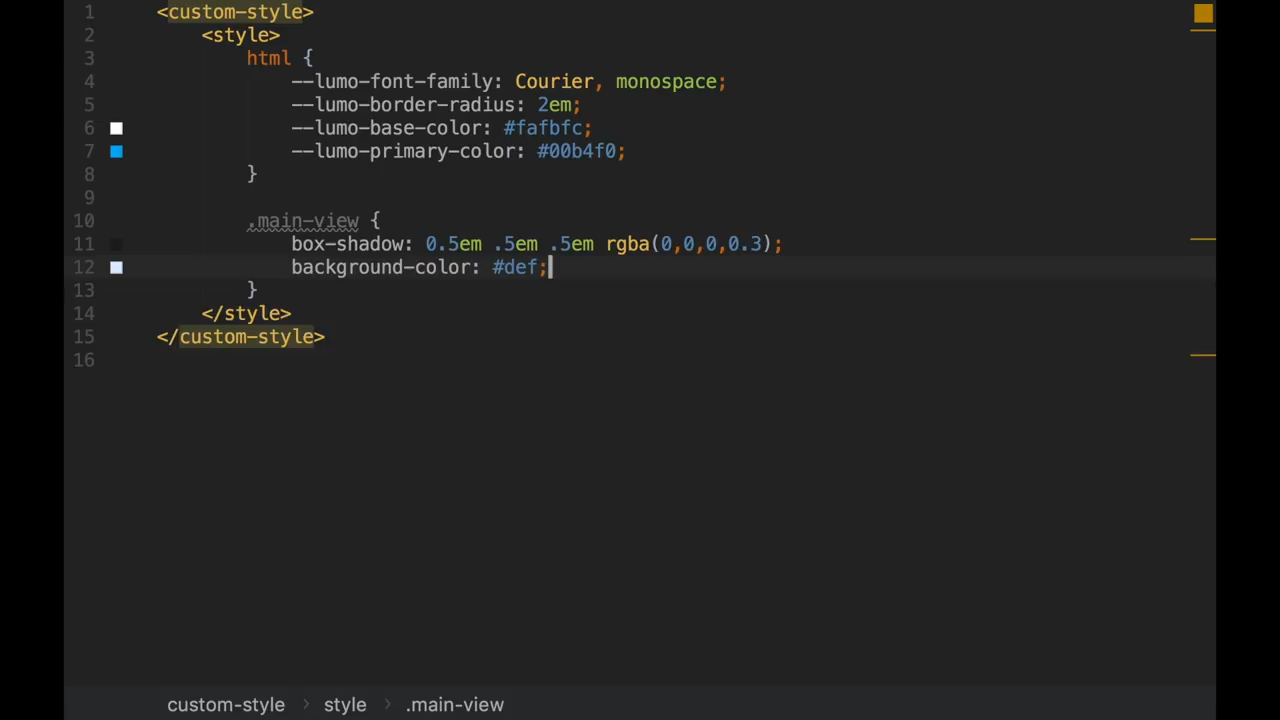 1 <custom-style>
2 <style>
3 html {
4 --lumo-font-family: Courier, monospace;
5 --lumo-border-radius: 2em;
6 --lumo-base-color: #fafbfc;
7 --lumo-primary-color: #00b4f0;
8 }
9
10 .main-view {
11 box-shadow: 0.5em .5em .5em rgba(0,0,0,0.3);
12 background-color: #def;
13 }
14 </style>
15 </custom-style>
16
custom-style › style › .main-view